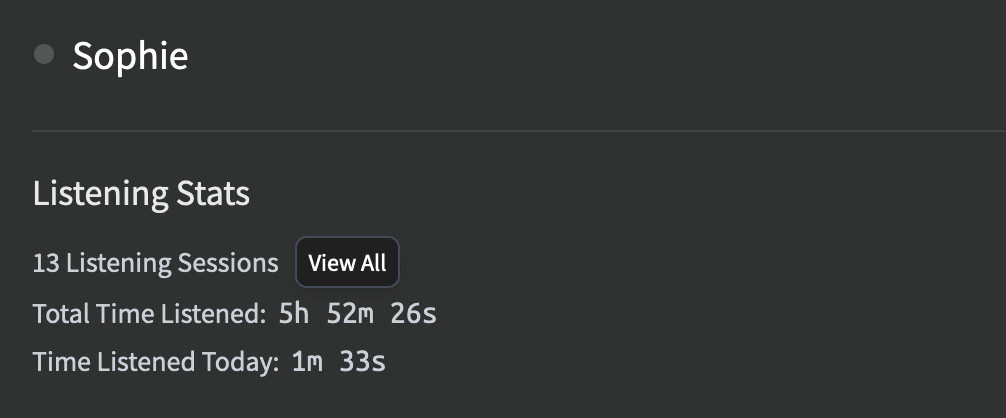 Sophie
Listening Stats
13 Listening Sessions View All
Total Time Listened: 5h 52m 26s
Time Listened Today: 1m 33s